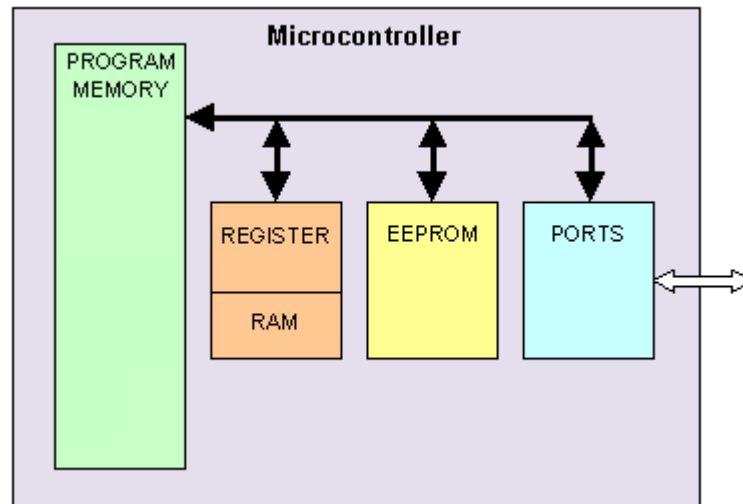 Microcontroller
PROGRAM
MEMORY
REGISTER
EEPROM
PORTS
RAM